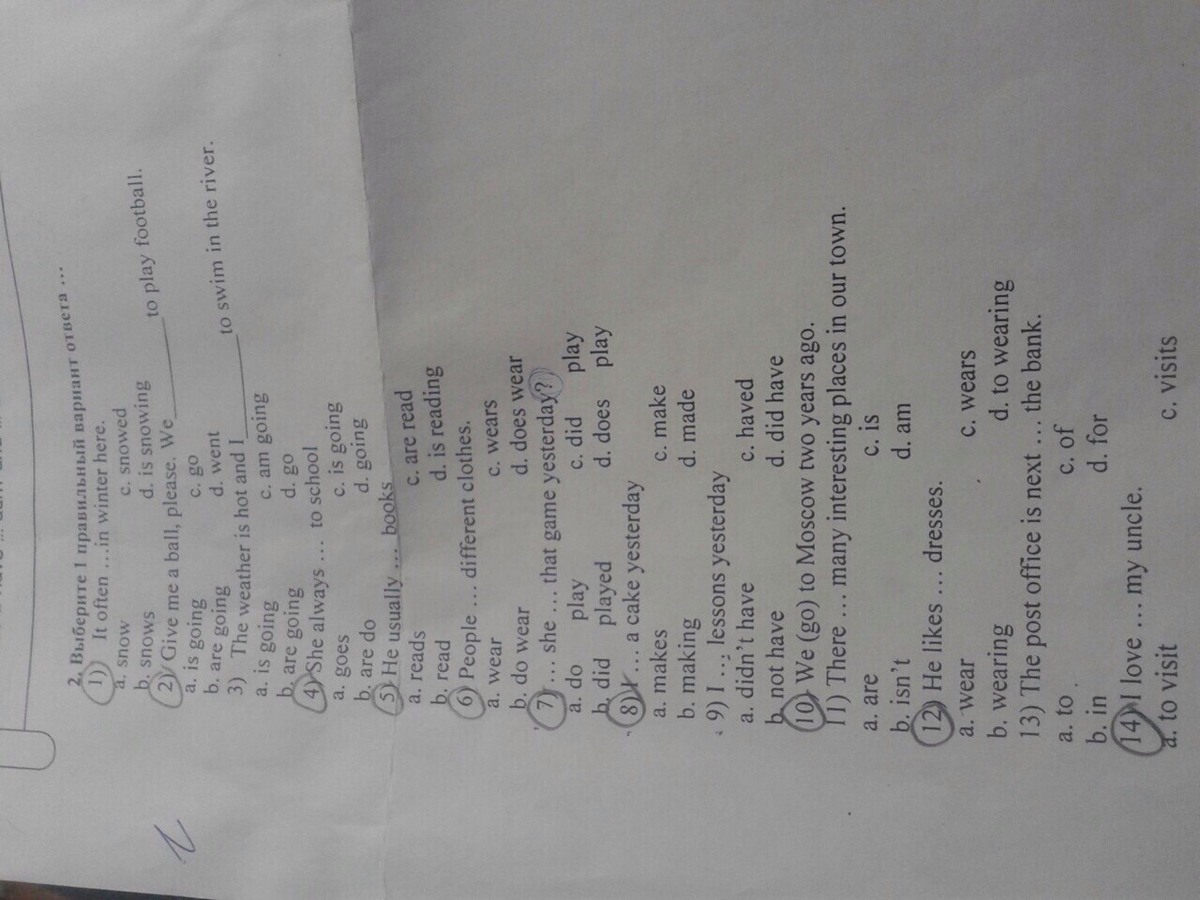 2. Выберите 1 правильный вариант ответа ...
1) It often ...in winter here.
a. snow c. snowed
b. snows d. is snowing
2) Give me a ball, please. We________to play football.
a. is going c. go
b. are going d. went
3) The weather is hot and I________to swim in the river.
a. is going c. am going
b. are going d. go
4) She always ... to school
a. goes c. is going
b. are do d. going
5) He usually ... books
a. reads c. are read
b. read d. is reading
6) People ... different clothes.
a. wear c. wears
b. do wear d. does wear
7) ... she ... that game yesterday?
a. do play c. did play
b. did played d. does play
8) I ... a cake yesterday
a. makes c. make
b. making d. made
9) I ... lessons yesterday
a. didn't have c. haved
b. not have d. did have
10) We (go) to Moscow two years ago.
11) There ... many interesting places in our town.
a. are c. is
b. isn't d. am
12) He likes ... dresses.
a. wear c. wears
b. wearing d. to wearing
13) The post office is next ... the bank.
a. to c. of
b. in d. for
14) I love ... my uncle.
a. to visit c. visits